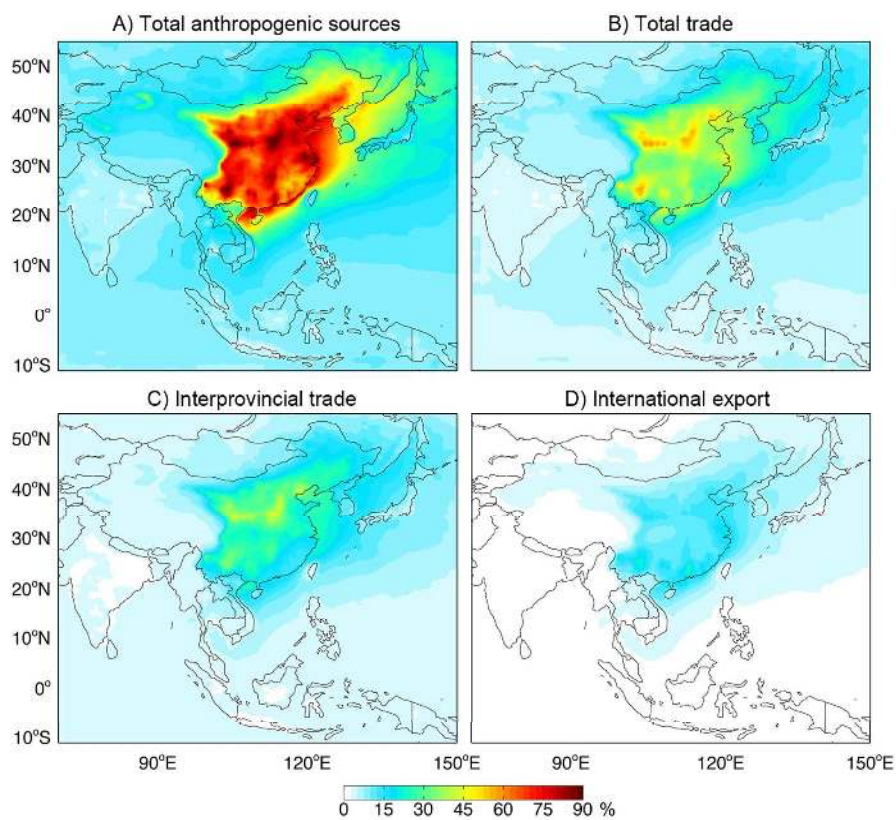 A) Total anthropogenic sources
B) Total trade
50°N
40°N
30°N
20°N
10°N
0°
10°S
C) Interprovincial trade
D) International export
50°N
40°N
30°N
20°N
10°N
0°
10°S
90°E 120°E 150°E 90°E 120°E 150°E
0 15 30 45 60 75 90 %